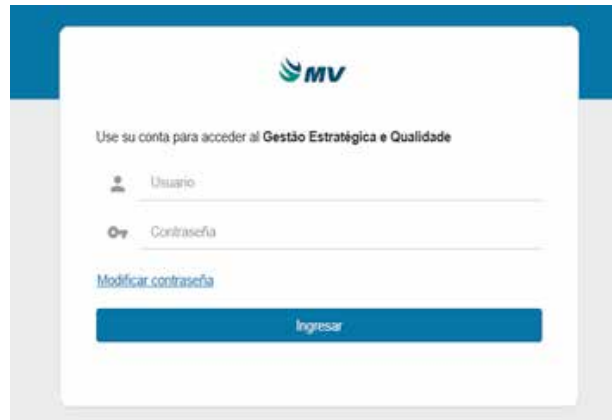 MV
Use su conta para acceder al Gestão Estratégica e Qualidade
Usuario
Contraseña
Modificar contraseña
Ingresar